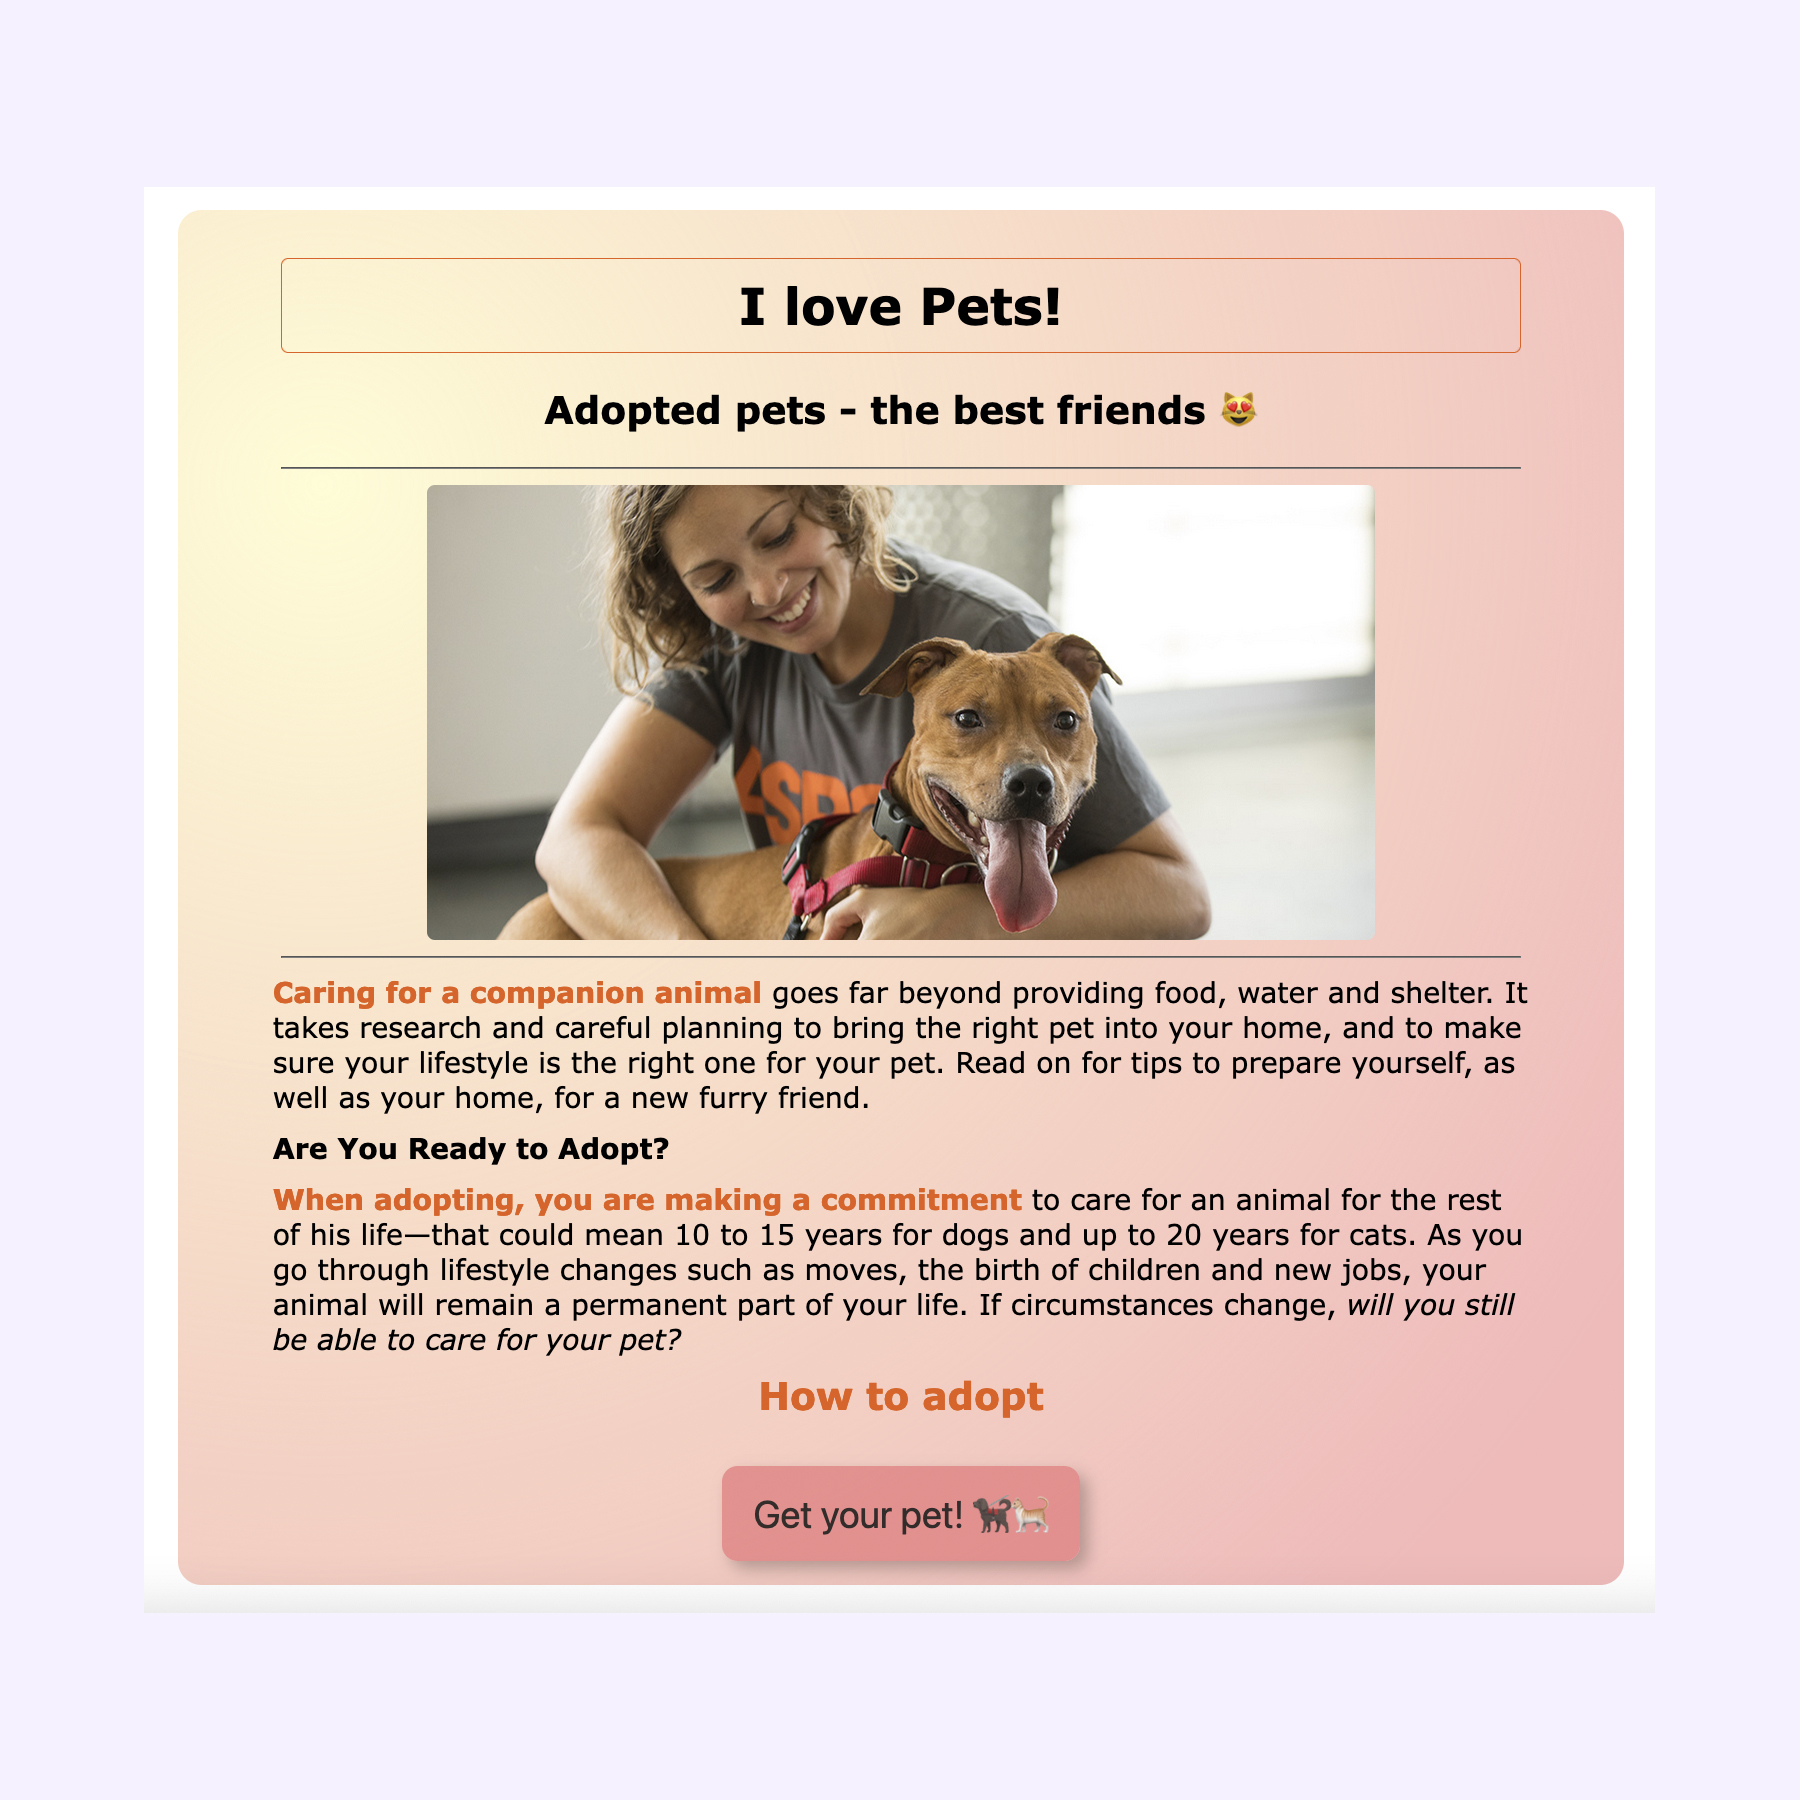 I love Pets!
Adopted pets - the best friends 😻
Caring for a companion animal goes far beyond providing food, water and shelter. It
takes research and careful planning to bring the right pet into your home, and to make
sure your lifestyle is the right one for your pet. Read on for tips to prepare yourself, as
well as your home, for a new furry friend.
Are You Ready to Adopt?
When adopting, you are making a commitment to care for an animal for the rest
of his life—that could mean 10 to 15 years for dogs and up to 20 years for cats. As you
go through lifestyle changes such as moves, the birth of children and new jobs, your
animal will remain a permanent part of your life. If circumstances change, will you still
be able to care for your pet?
How to adopt
Get your pet! 🐕‍🦺🐈